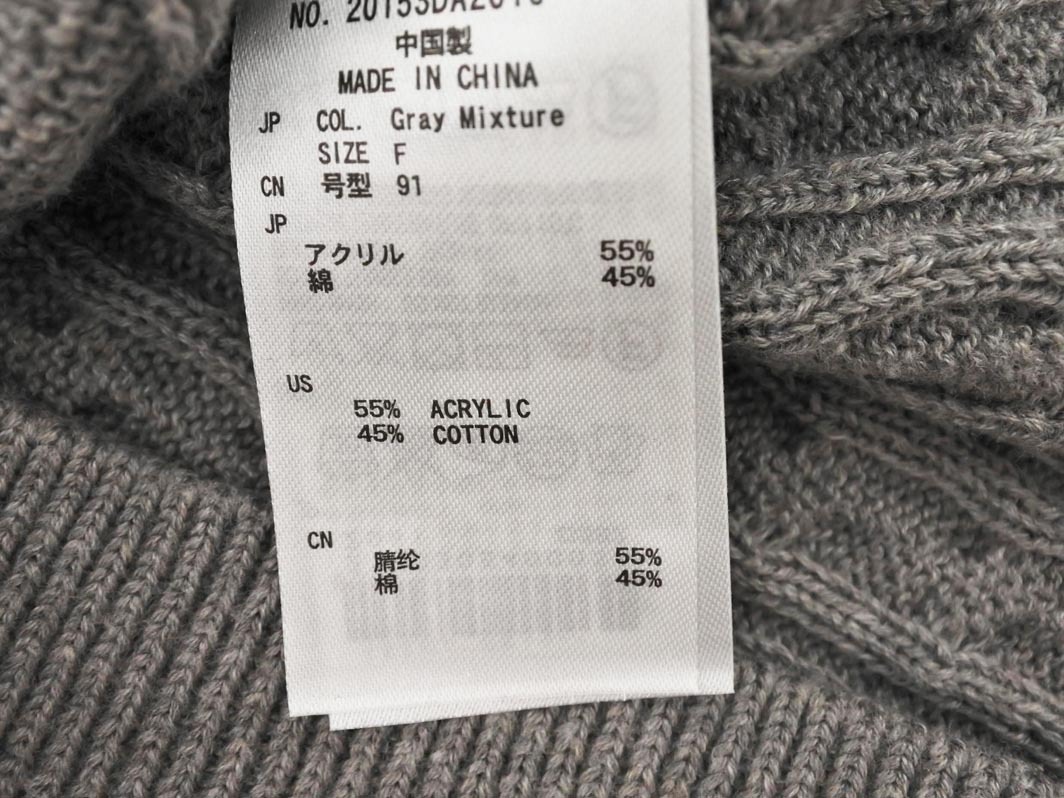 NO.
中国製
MADE IN CHINA
JP COL. Gray Mixture
SIZE F
CN 号型 91
JP
アクリル 55%
綿 45%
US
55% ACRYLIC
45% COTTON
CN
腈纶 55%
棉 45%